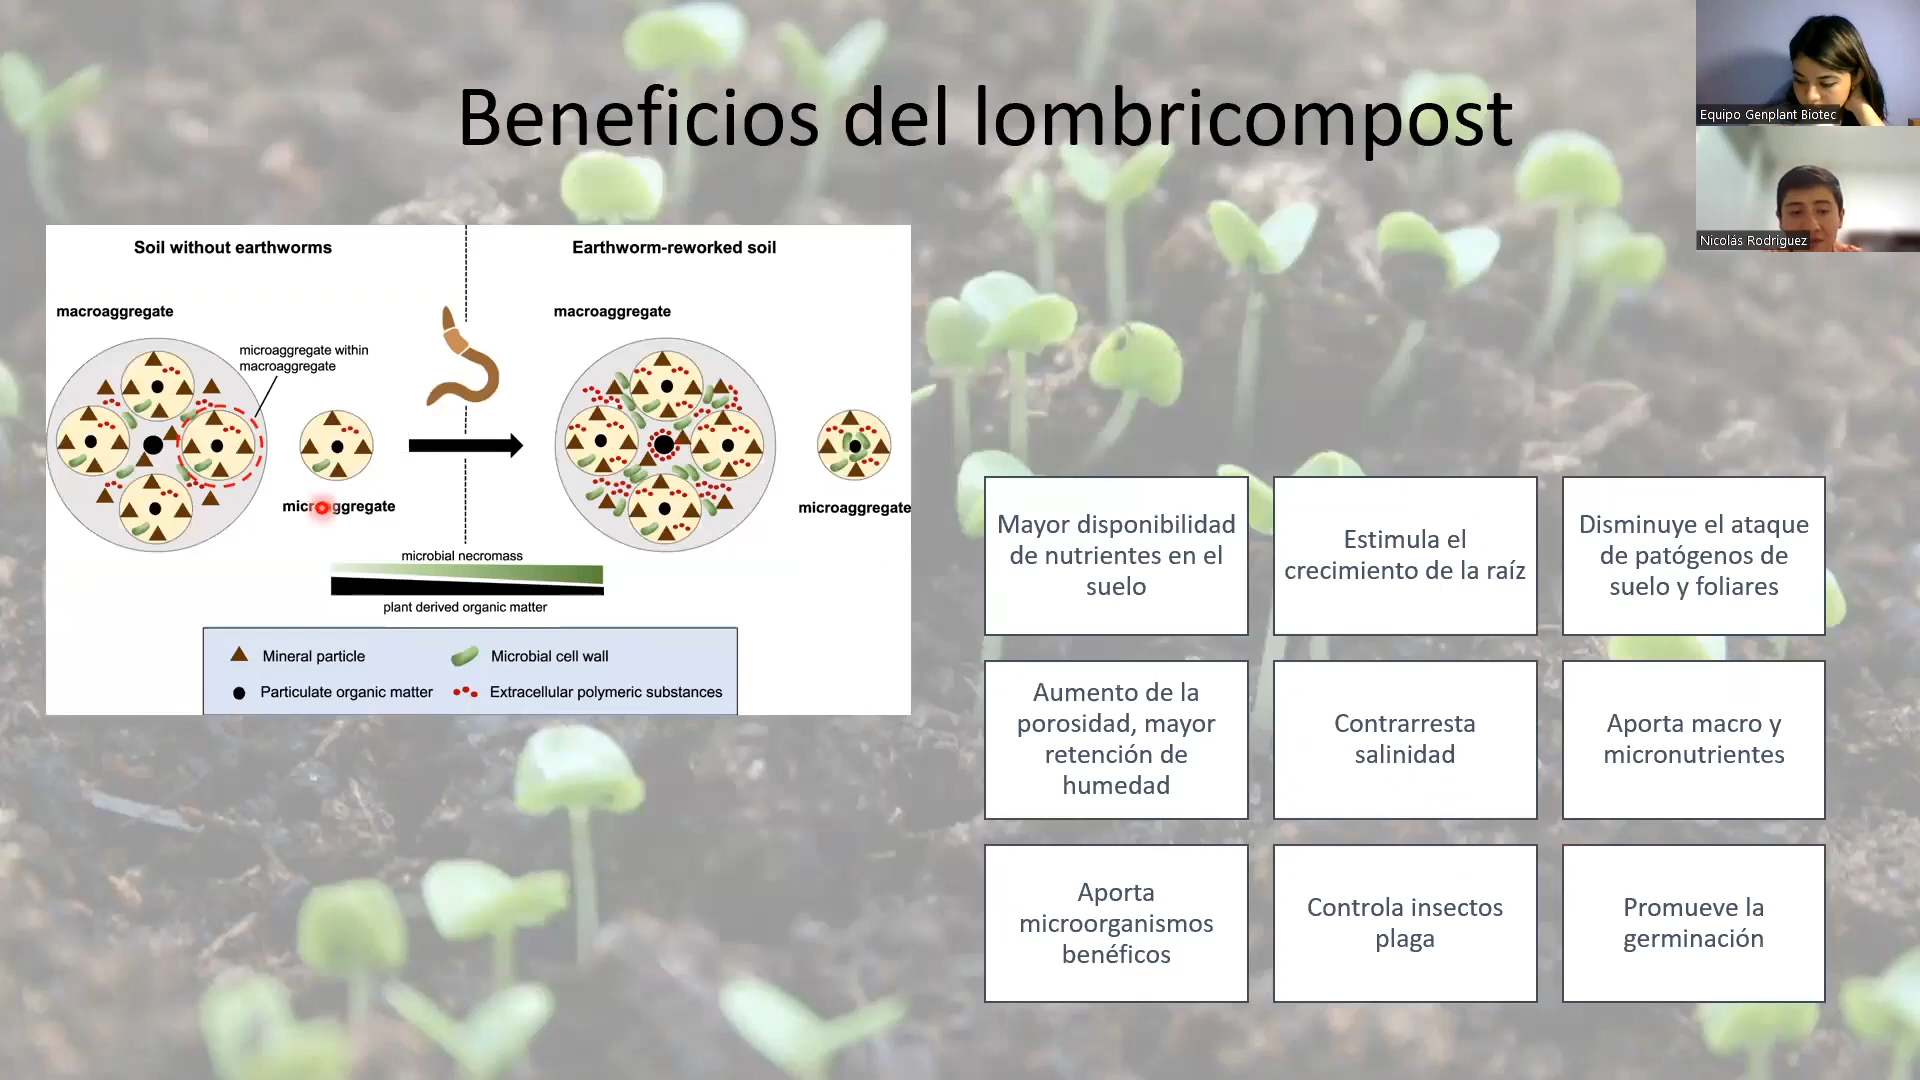 Beneficios del lombricompost
Equipo Genplant Biotec
Nicolás Rodriguez
Soil without earthworms
Earthworm-reworked soil
macroaggregate
macroaggregate
microaggregate within
macroaggregate
microaggregate
microaggregate
microbial necromass
plant derived organic matter
Mineral particle
Microbial cell wall
Particulate organic matter
Extracellular polymeric substances
Mayor disponibilidad
de nutrientes en el
suelo
Estimula el
crecimiento de la raíz
Disminuye el ataque
de patógenos de
suelo y foliares
Aumento de la
porosidad, mayor
retención de
humedad
Contrarresta
salinidad
Aporta macro y
micronutrientes
Aporta
microorganismos
benéficos
Controla insectos
plaga
Promueve la
germinación